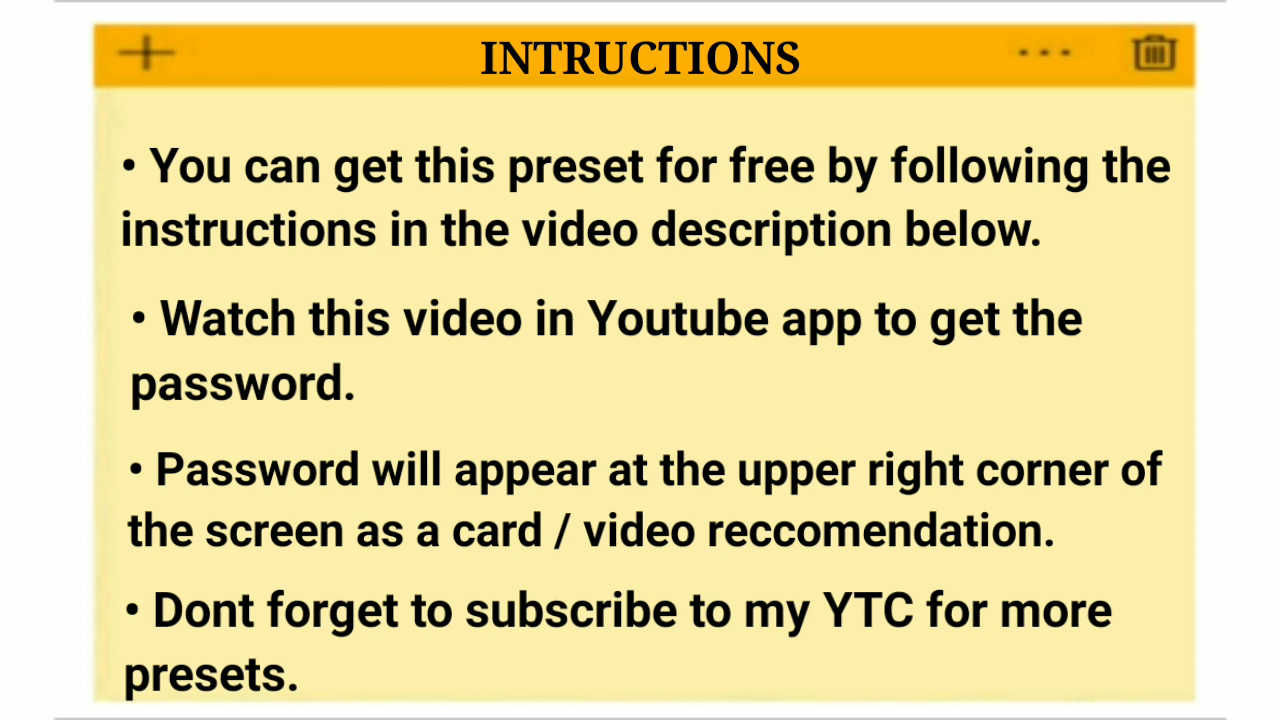 INTRUCTIONS
• You can get this preset for free by following the
instructions in the video description below.
• Watch this video in Youtube app to get the
password.
• Password will appear at the upper right corner of
the screen as a card / video reccomendation.
• Dont forget to subscribe to my YTC for more
presets.